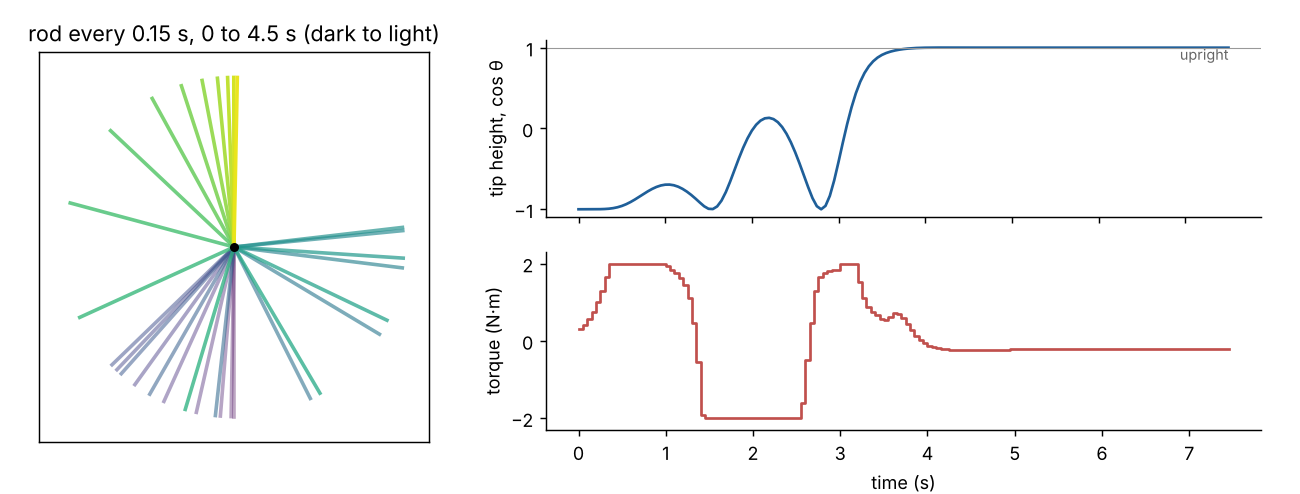 rod every 0.15 s, 0 to 4.5 s (dark to light)
tip height, cos θ
1
0
−1
upright
torque (N·m)
2
0
−2
0 1 2 3 4 5 6 7
time (s)